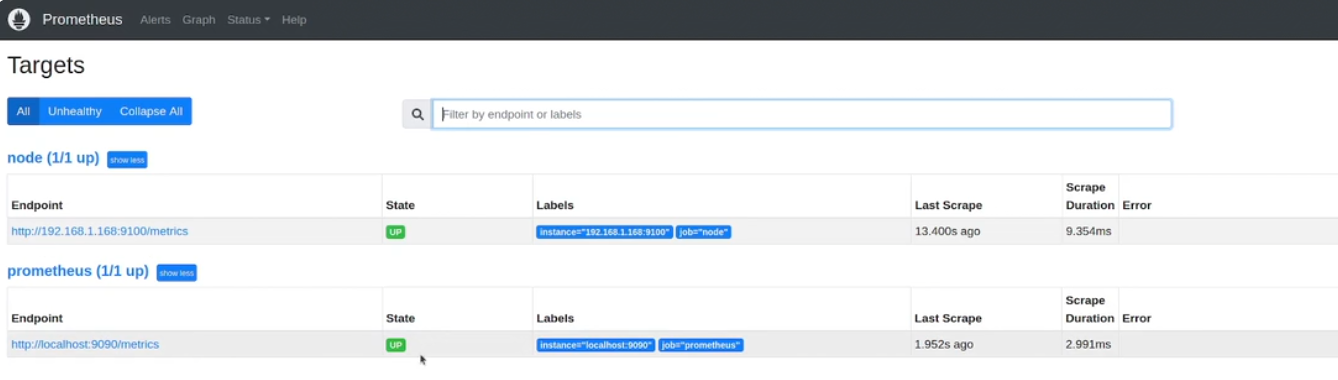 Prometheus Alerts Graph Status Help
Targets
All Unhealthy Collapse All
Filter by endpoint or labels
node (1/1 up) show less
Endpoint State Labels Last Scrape Scrape Duration Error
http://192.168.1.168:9100/metrics UP instance="192.168.1.168:9100" job="node" 13.400s ago 9.354ms
prometheus (1/1 up) show less
Endpoint State Labels Last Scrape Scrape Duration Error
http://localhost:9090/metrics UP instance="localhost:9090" job="prometheus" 1.952s ago 2.991ms